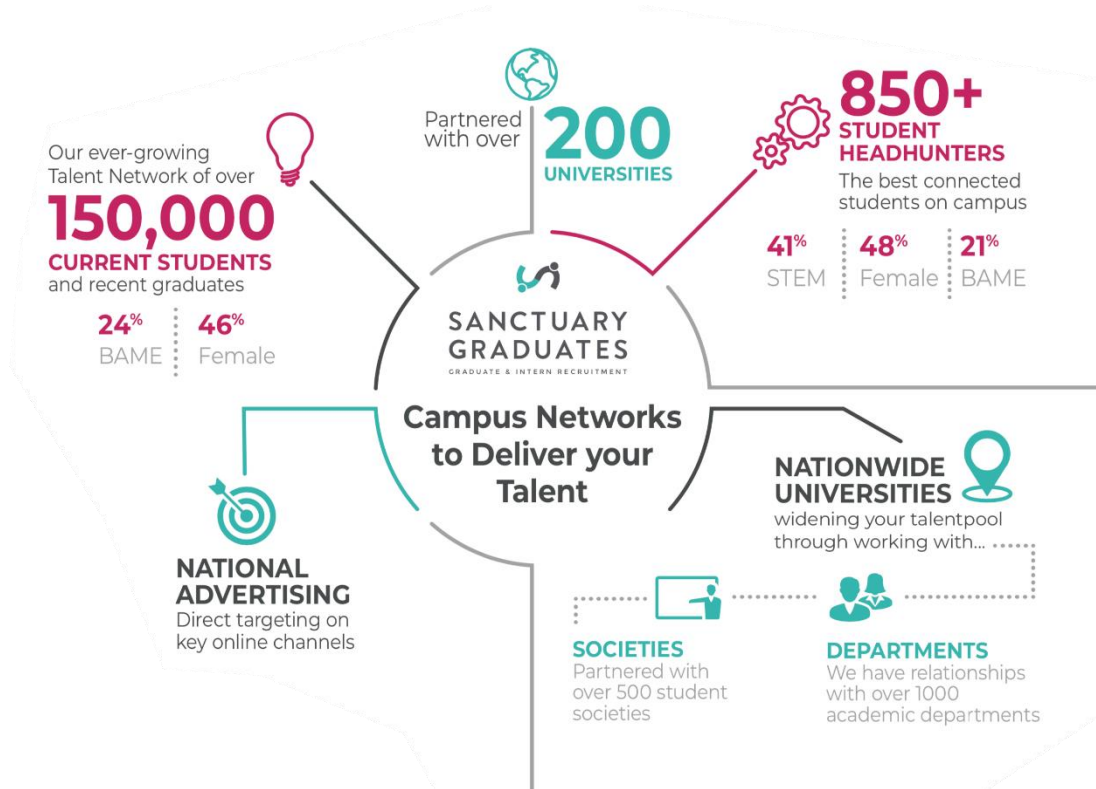 Our ever-growing
Talent Network of over
150,000
CURRENT STUDENTS
and recent graduates
24%
BAME
46%
Female
Partnered
with over
200
UNIVERSITIES
850+
STUDENT
HEADHUNTERS
The best connected
students on campus
41%
STEM
48%
Female
21%
BAME
SANCTUARY
GRADUATES
GRADUATE & INTERN RECRUITMENT
Campus Networks
to Deliver your
Talent
NATIONAL
ADVERTISING
Direct targeting on
key online channels
NATIONWIDE
UNIVERSITIES
widening your talentpool
through working with...
SOCIETIES
Partnered with
over 500 student
societies
DEPARTMENTS
We have relationships
with over 1000
academic departments